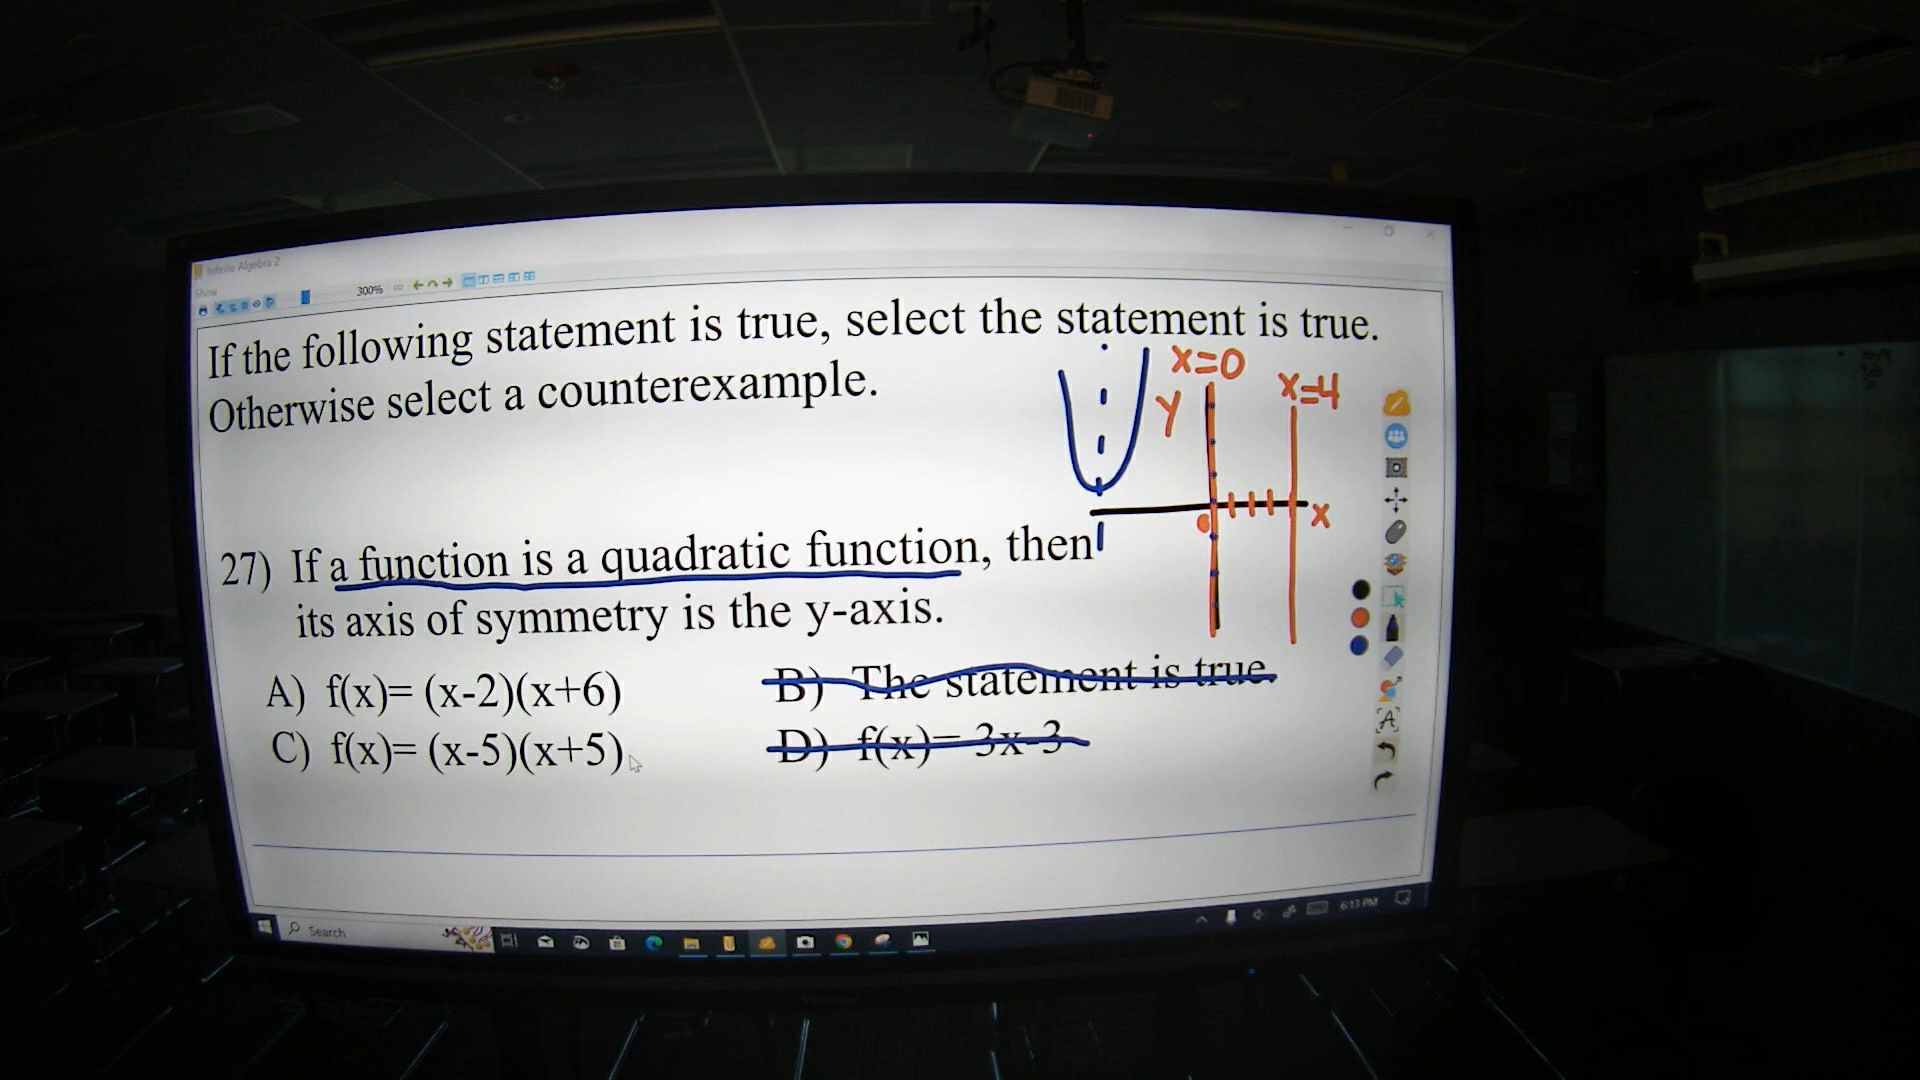 Infinite Algebra 2
Show
300%
If the following statement is true, select the statement is true.
Otherwise select a counterexample.
x=0
x=4
y
x
27) If a function is a quadratic function, then
its axis of symmetry is the y-axis.
A) f(x)= (x-2)(x+6)
B) The statement is true.
C) f(x)= (x-5)(x+5)
D) f(x)= 3x-3
Search
6:13 PM